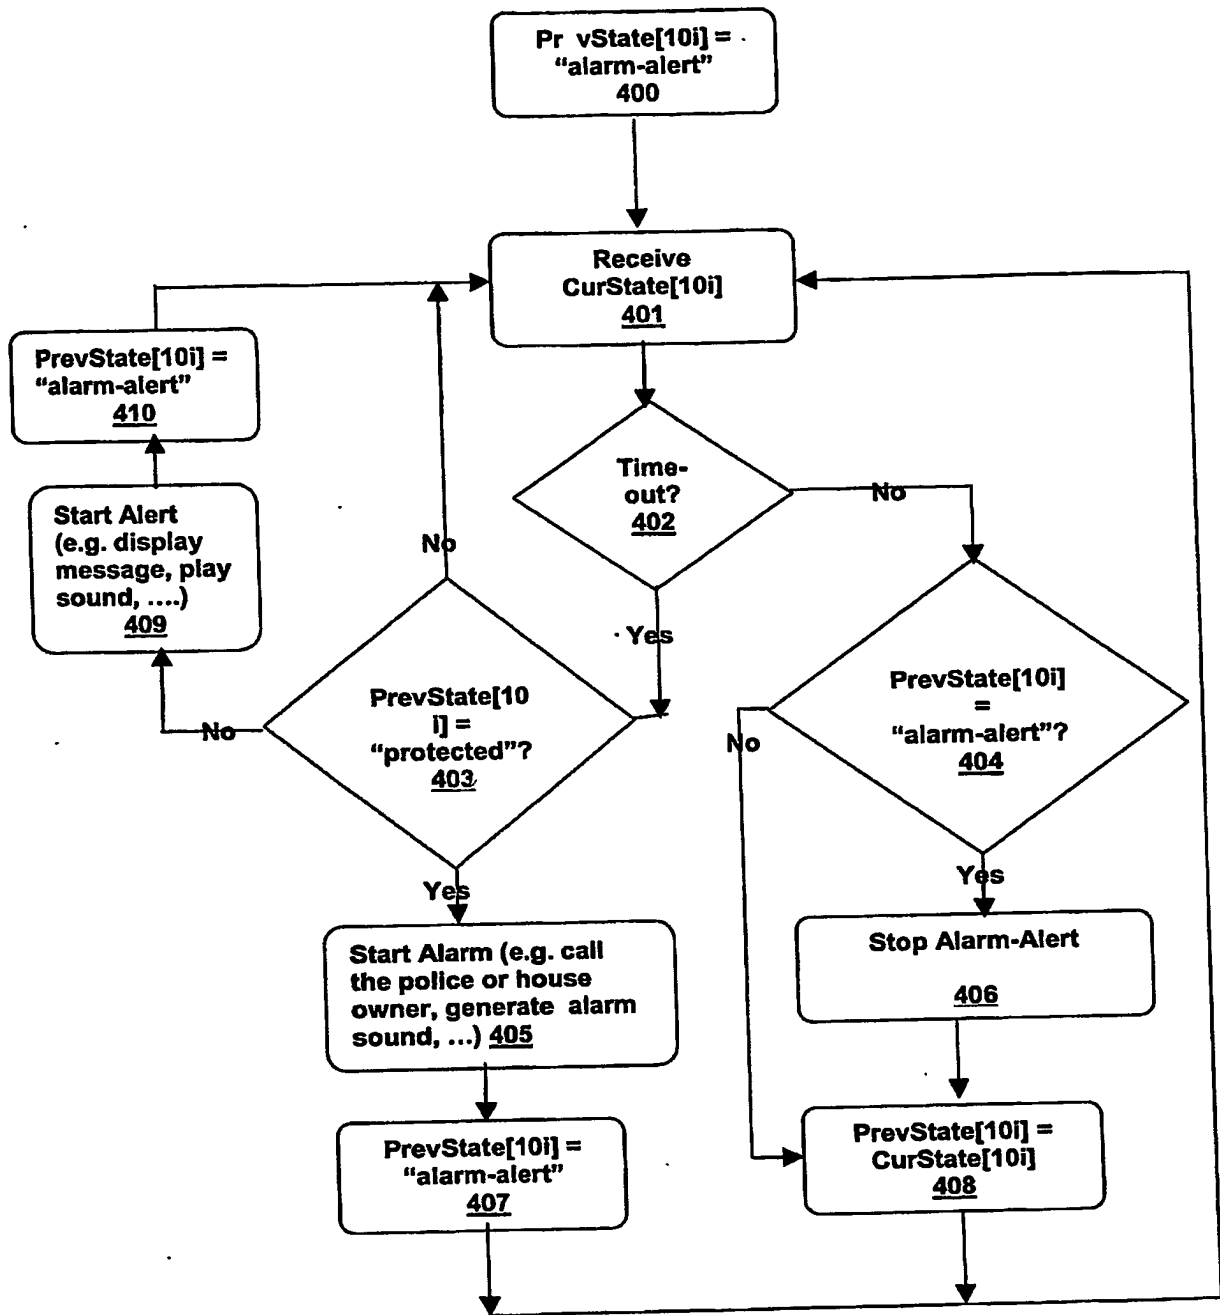 Pr vState[10i] =
“alarm-alert”
400
Receive
CurState[10i]
401
PrevState[10i] =
“alarm-alert”
410
Time-
out?
402
No
Start Alert
(e.g. display
message, play
sound, ....)
409
No
Yes
PrevState[10
i] =
“protected”?
403
No
PrevState[10i]
=
“alarm-alert”?
404
No
Yes
Yes
Start Alarm (e.g. call
the police or house
owner, generate alarm
sound, ...) 405
Stop Alarm-Alert
406
PrevState[10i] =
“alarm-alert”
407
PrevState[10i] =
CurState[10i]
408